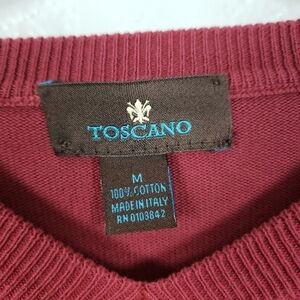 TOSCANO
M
100% COTTON
MADE IN ITALY
RN 0103842